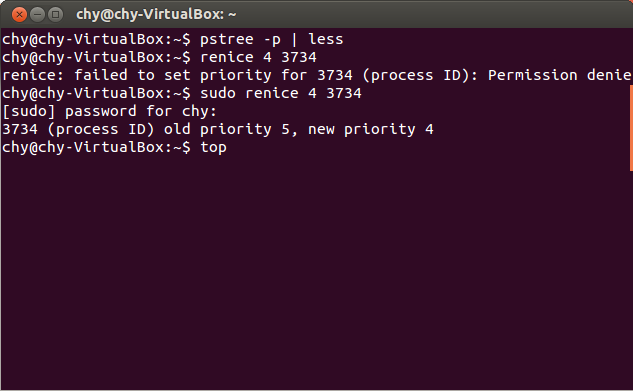 chy@chy-VirtualBox: ~
chy@chy-VirtualBox:~$ pstree -p | less
chy@chy-VirtualBox:~$ renice 4 3734
renice: failed to set priority for 3734 (process ID): Permission denie
chy@chy-VirtualBox:~$ sudo renice 4 3734
[sudo] password for chy:
3734 (process ID) old priority 5, new priority 4
chy@chy-VirtualBox:~$ top